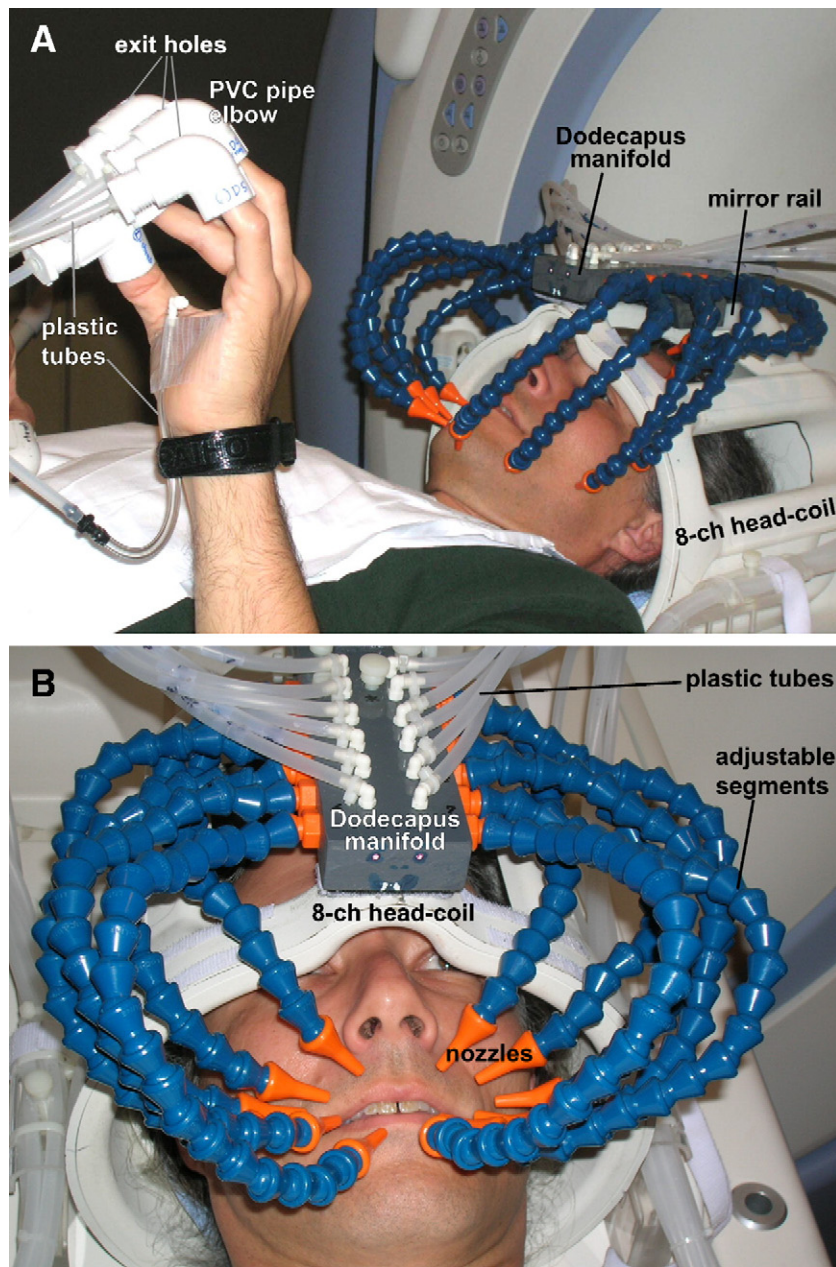 A
exit holes
PVC pipe
elbow
Dodecapus
manifold
mirror rail
plastic
tubes
8-ch head-coil
B
plastic tubes
adjustable
segments
Dodecapus
manifold
8-ch head-coil
nozzles